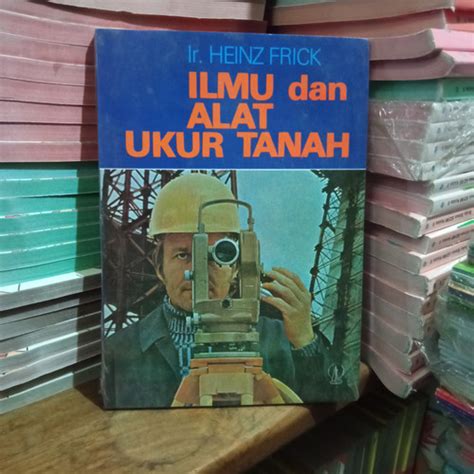 Ir. HEINZ FRICK
ILMU dan
ALAT
UKUR TANAH